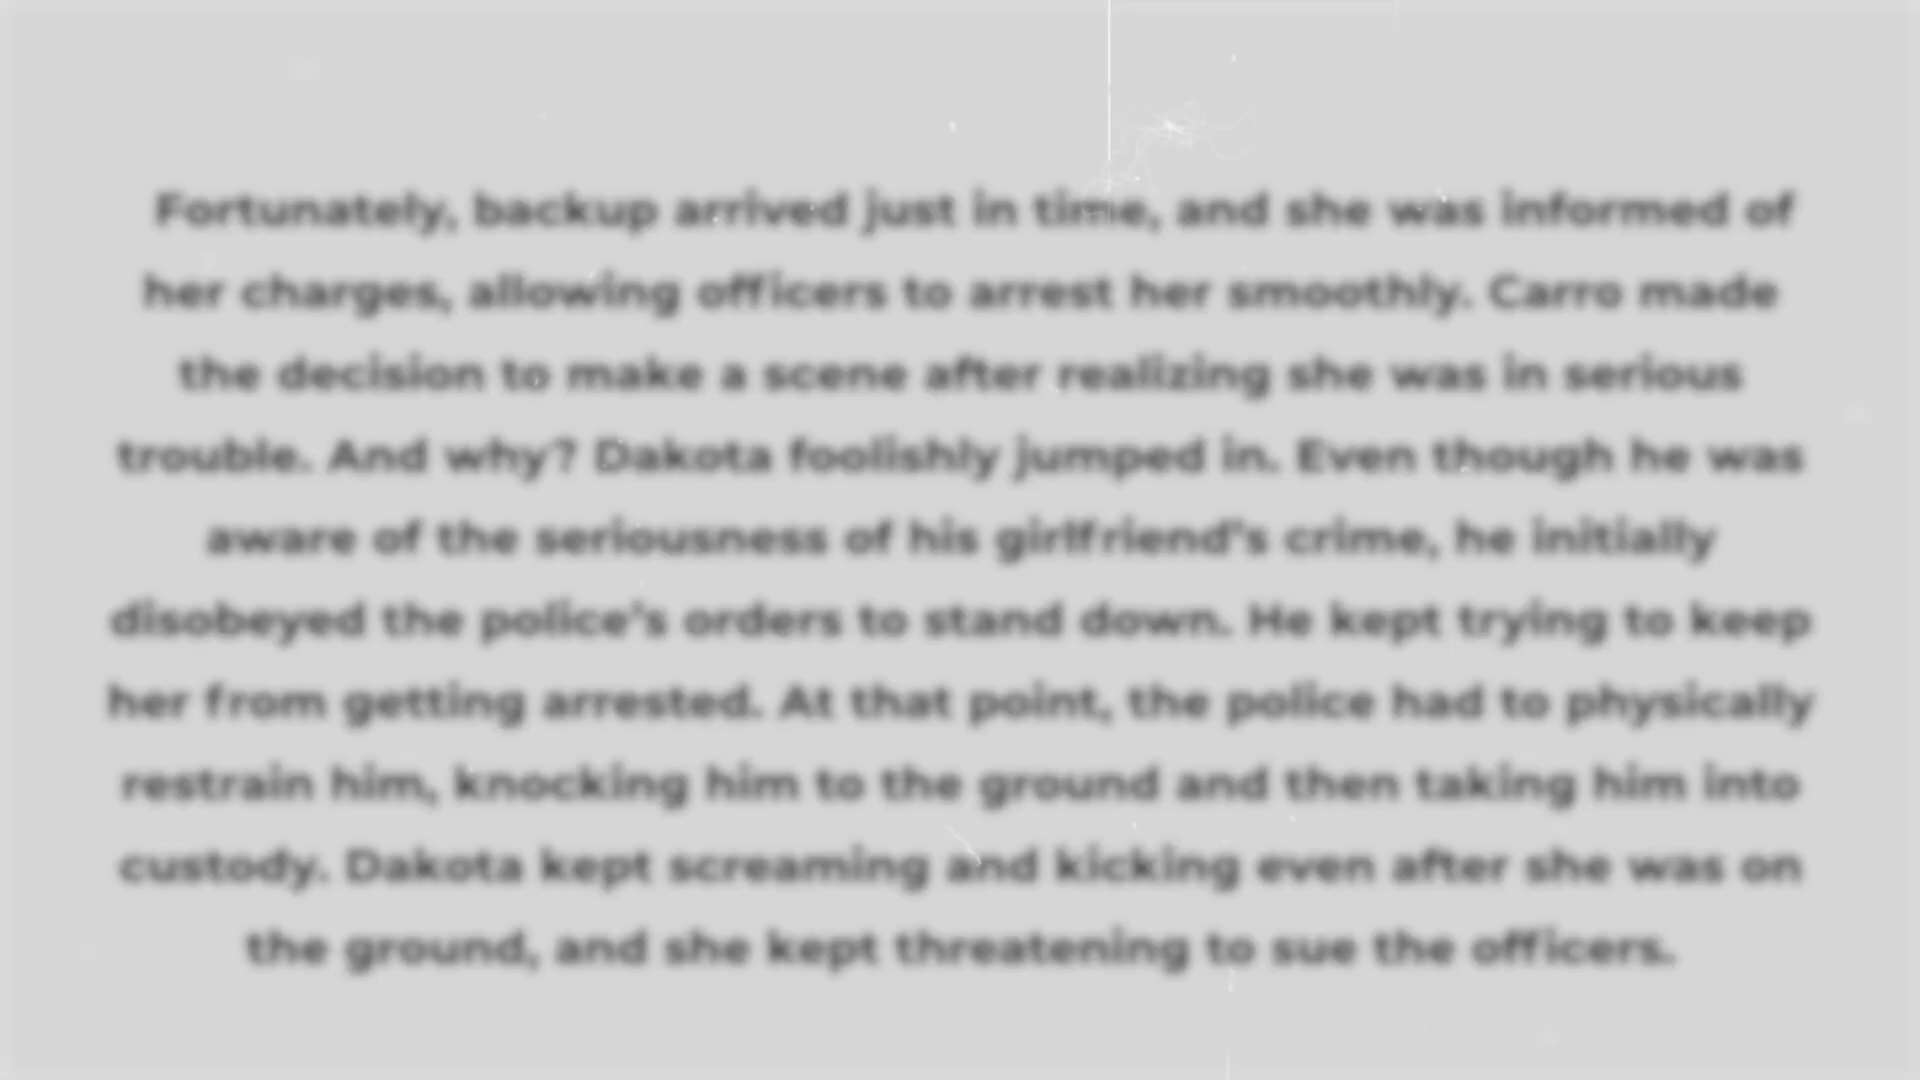 Fortunately, backup arrived just in time, and she was informed of
her charges, allowing officers to arrest her smoothly. Carro made
the decision to make a scene after realizing she was in serious
trouble. And why? Dakota foolishly jumped in. Even though he was
aware of the seriousness of his girlfriend's crime, he initially
disobeyed the police's orders to stand down. He kept trying to keep
her from getting arrested. At that point, the police had to physically
restrain him, knocking him to the ground and then taking him into
custody. Dakota kept screaming and kicking even after she was on
the ground, and she kept threatening to sue the officers.